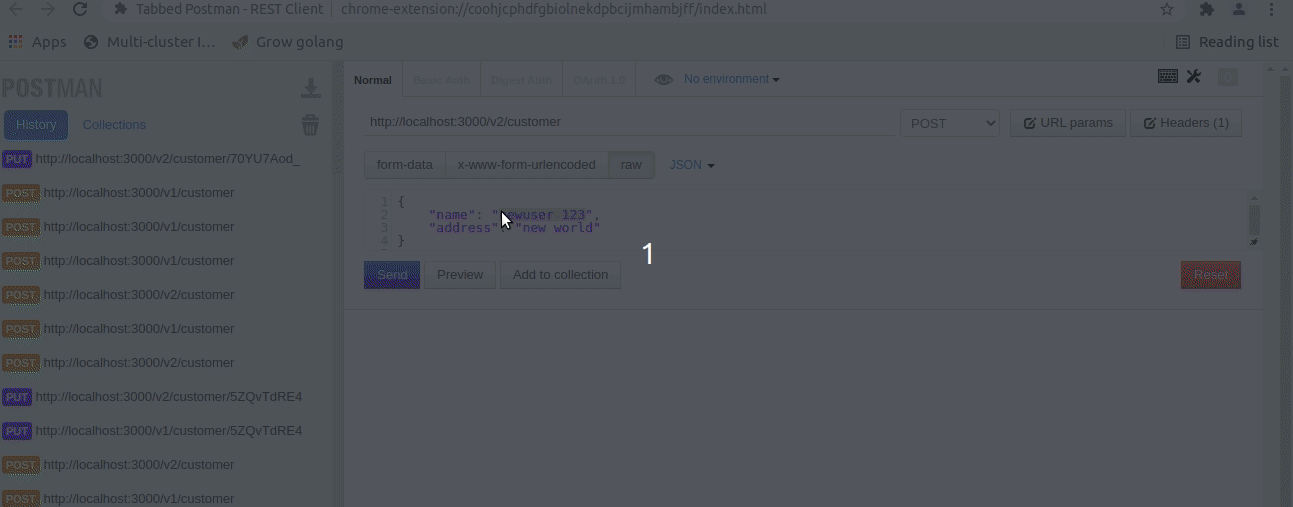 Tabbed Postman - REST Client chrome-extension://coohjcphdfgbiolnekdpbcijmhambjff/index.html
Apps Multi-cluster I... Grow golang Reading list
POSTMAN
History Collections
PUT http://localhost:3000/v2/customer/70YU7Aod_
POST http://localhost:3000/v1/customer
POST http://localhost:3000/v1/customer
POST http://localhost:3000/v1/customer
POST http://localhost:3000/v2/customer
POST http://localhost:3000/v1/customer
POST http://localhost:3000/v2/customer
PUT http://localhost:3000/v2/customer/5ZQvTdRE4
PUT http://localhost:3000/v1/customer/5ZQvTdRE4
POST http://localhost:3000/v2/customer
POST http://localhost:3000/v1/customer
Normal Basic Auth Digest Auth OAuth 1.0 No environment
http://localhost:3000/v2/customer POST URL params Headers (1)
form-data x-www-form-urlencoded raw JSON
1 {
2 "name": "newuser 123",
3 "address": "new world"
4 }
1
Send Preview Add to collection Reset